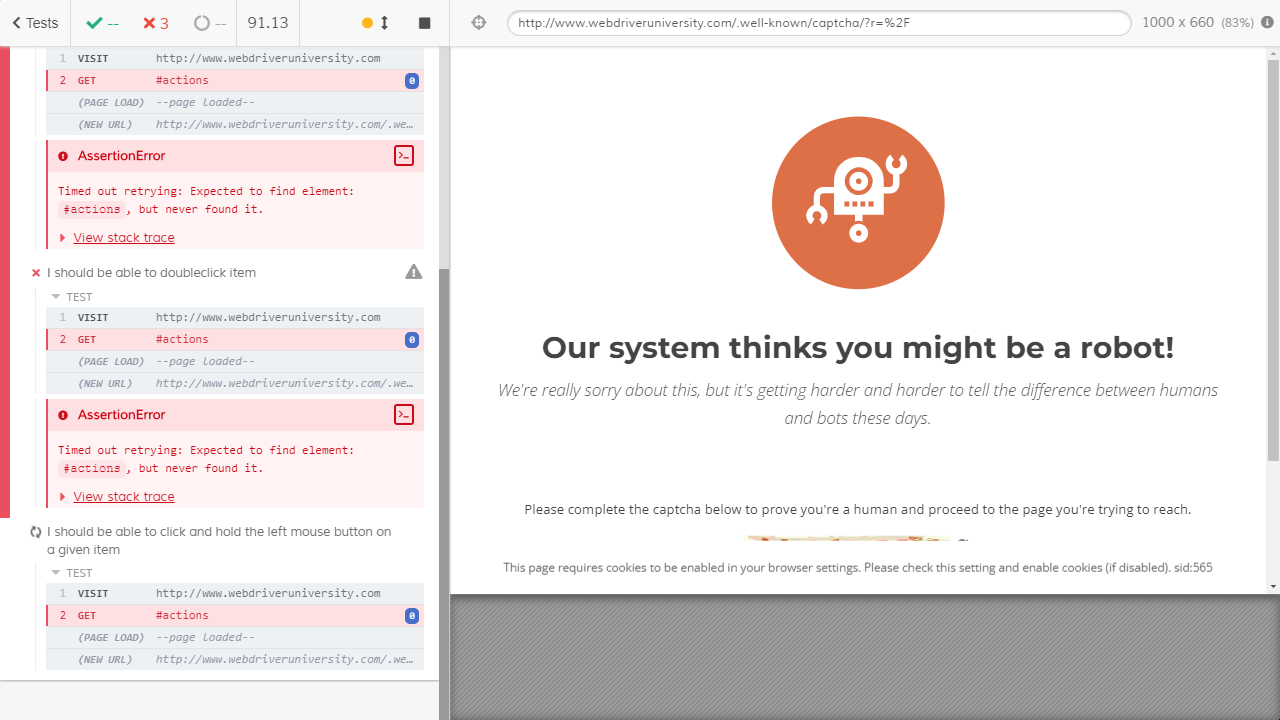 Tests
--
3
--
91.13
http://www.webdriveruniversity.com/.well-known/captcha/?r=%2F
1000 x 660 (83%)
1 VISIT http://www.webdriveruniversity.com
2 GET #actions 0
(PAGE LOAD) --page loaded--
(NEW URL) http://www.webdriveruniversity.com/.we…
AssertionError
Timed out retrying: Expected to find element:
#actions, but never found it.
View stack trace
I should be able to doubleclick item
TEST
1 VISIT http://www.webdriveruniversity.com
2 GET #actions 0
(PAGE LOAD) --page loaded--
(NEW URL) http://www.webdriveruniversity.com/.we…
AssertionError
Timed out retrying: Expected to find element:
#actions, but never found it.
View stack trace
I should be able to click and hold the left mouse button on
a given item
TEST
1 VISIT http://www.webdriveruniversity.com
2 GET #actions 0
(PAGE LOAD) --page loaded--
(NEW URL) http://www.webdriveruniversity.com/.we…
Our system thinks you might be a robot!
We're really sorry about this, but it's getting harder and harder to tell the difference between humans
and bots these days.
Please complete the captcha below to prove you're a human and proceed to the page you're trying to reach.
This page requires cookies to be enabled in your browser settings. Please check this setting and enable cookies (if disabled). sid:565